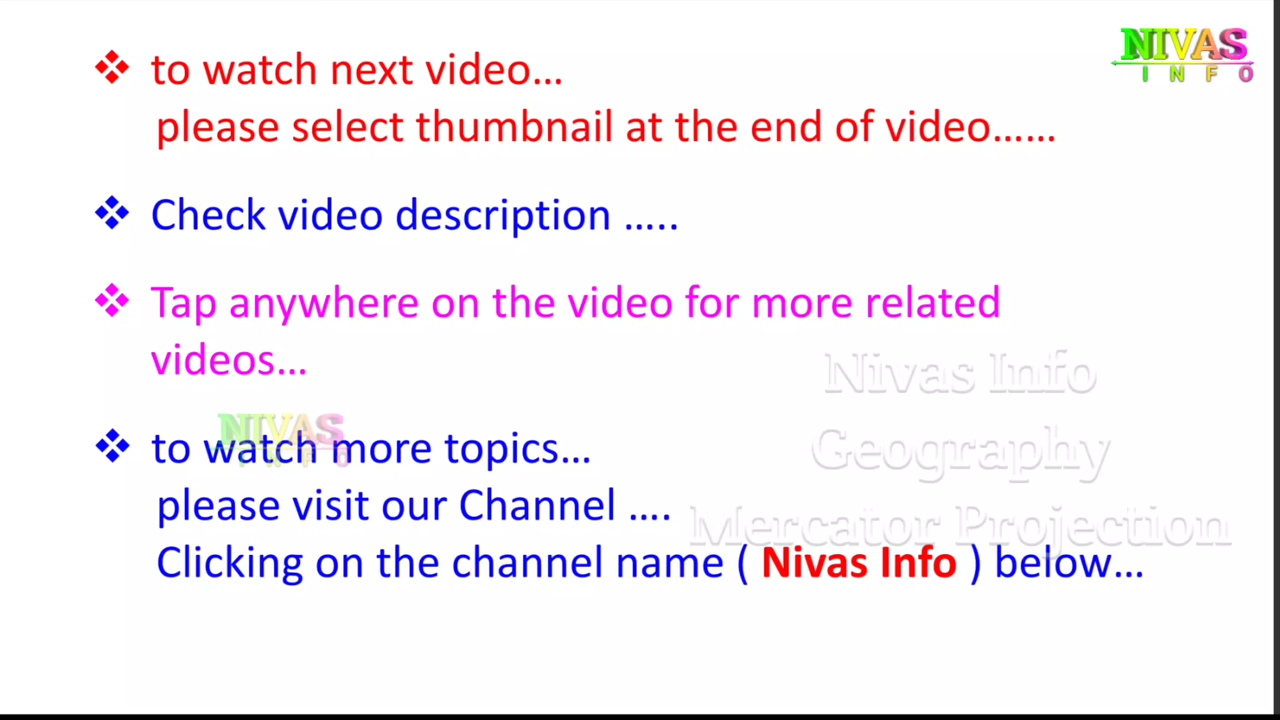 NIVAS
INFO
❖ to watch next video…
please select thumbnail at the end of video……
❖ Check video description …..
❖ Tap anywhere on the video for more related
videos…
Nivas Info
Geography
Mercator Projection
NIVAS
INFO
❖ to watch more topics…
please visit our Channel ….
Clicking on the channel name ( Nivas Info ) below…